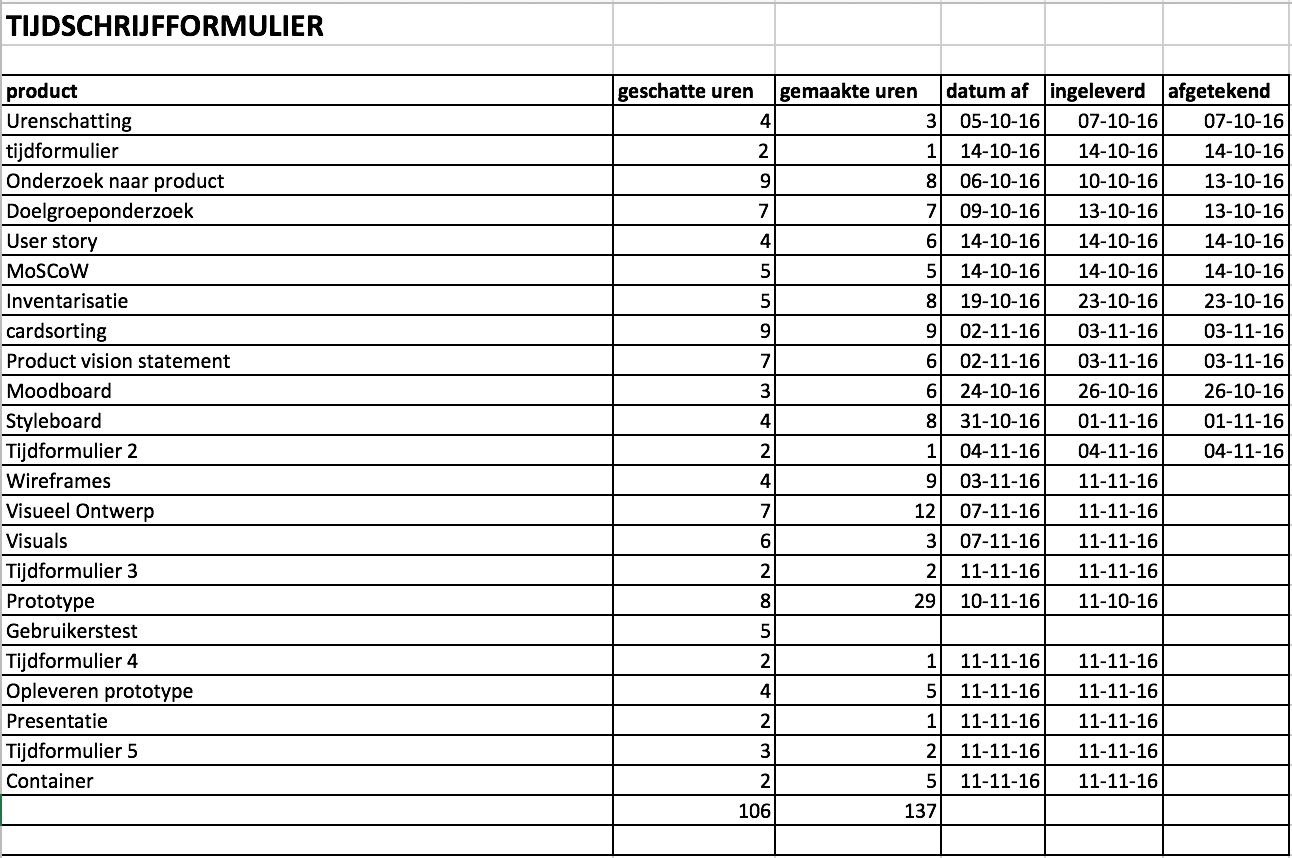 TIJDSCHRIJFFORMULIER
product geschatte uren gemaakte uren datum af ingeleverd afgetekend
Urenschatting 4 3 05-10-16 07-10-16 07-10-16
tijdformulier 2 1 14-10-16 14-10-16 14-10-16
Onderzoek naar product 9 8 06-10-16 10-10-16 13-10-16
Doelgroeponderzoek 7 7 09-10-16 13-10-16 13-10-16
User story 4 6 14-10-16 14-10-16 14-10-16
MoSCoW 5 5 14-10-16 14-10-16 14-10-16
Inventarisatie 5 8 19-10-16 23-10-16 23-10-16
cardsorting 9 9 02-11-16 03-11-16 03-11-16
Product vision statement 7 6 02-11-16 03-11-16 03-11-16
Moodboard 3 6 24-10-16 26-10-16 26-10-16
Styleboard 4 8 31-10-16 01-11-16 01-11-16
Tijdformulier 2 2 1 04-11-16 04-11-16 04-11-16
Wireframes 4 9 03-11-16 11-11-16
Visueel Ontwerp 7 12 07-11-16 11-11-16
Visuals 6 3 07-11-16 11-11-16
Tijdformulier 3 2 2 11-11-16 11-11-16
Prototype 8 29 10-11-16 11-10-16
Gebruikerstest 5
Tijdformulier 4 2 1 11-11-16 11-11-16
Opleveren prototype 4 5 11-11-16 11-11-16
Presentatie 2 1 11-11-16 11-11-16
Tijdformulier 5 3 2 11-11-16 11-11-16
Container 2 5 11-11-16 11-11-16
106 137